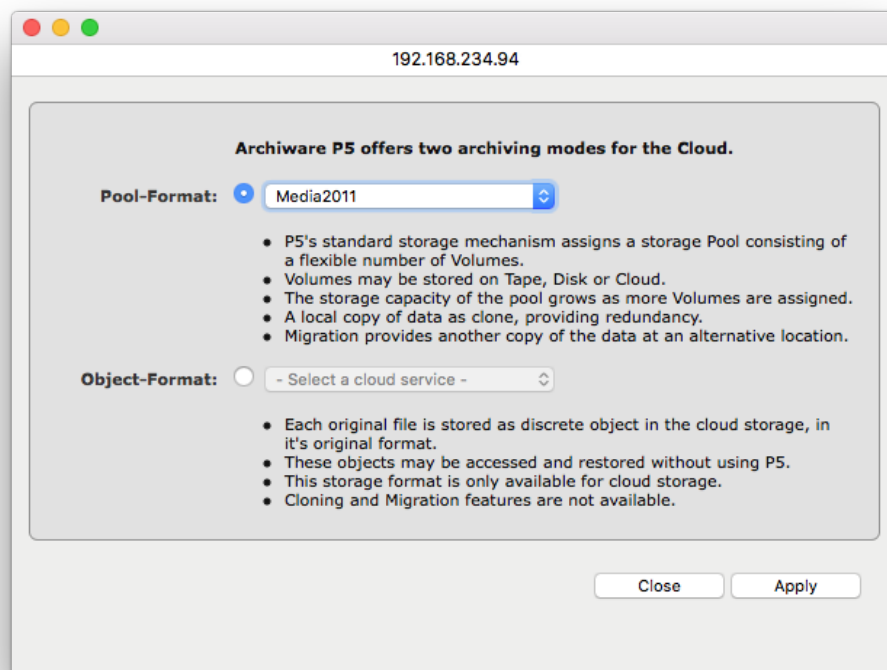 192.168.234.94
Archiware P5 offers two archiving modes for the Cloud.
Pool-Format: Media2011
• P5's standard storage mechanism assigns a storage Pool consisting of
a flexible number of Volumes.
• Volumes may be stored on Tape, Disk or Cloud.
• The storage capacity of the pool grows as more Volumes are assigned.
• A local copy of data as clone, providing redundancy.
• Migration provides another copy of the data at an alternative location.
Object-Format: - Select a cloud service -
• Each original file is stored as discrete object in the cloud storage, in
it's original format.
• These objects may be accessed and restored without using P5.
• This storage format is only available for cloud storage.
• Cloning and Migration features are not available.
Close Apply